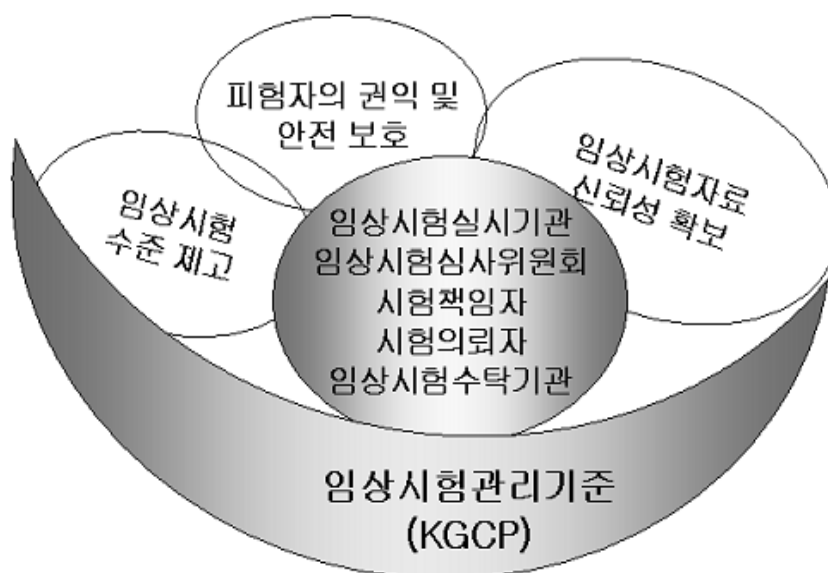 피험자의 권익 및
안전 보호
임상시험자료
신뢰성 확보
임상시험
수준 제고
임상시험실시기관
임상시험심사위원회
시험책임자
시험의뢰자
임상시험수탁기관
임상시험관리기준
(KGCP)